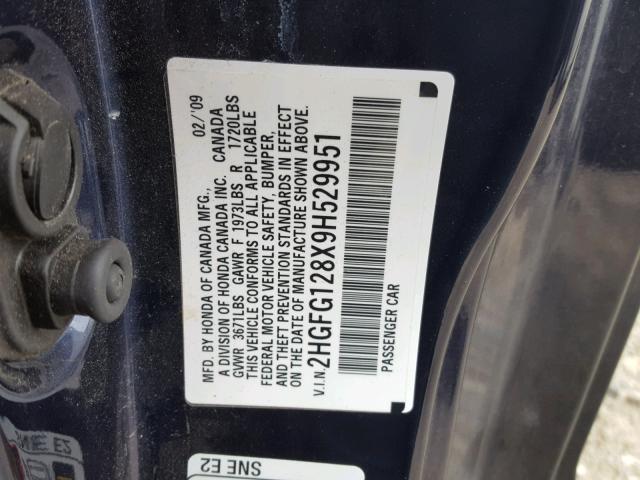 MFD. BY HONDA OF CANADA MFG., 02/'09
A DIVISION OF HONDA CANADA INC. CANADA
GVWR 3671LBS GAWR F 1973LBS R 1720LBS
THIS VEHICLE CONFORMS TO ALL APPLICABLE
FEDERAL MOTOR VEHICLE SAFETY, BUMPER,
AND THEFT PREVENTION STANDARDS IN EFFECT
ON THE DATE OF MANUFACTURE SHOWN ABOVE.
V.I.N. 2HGFG128X9H529951
PASSENGER CAR
SNE E2